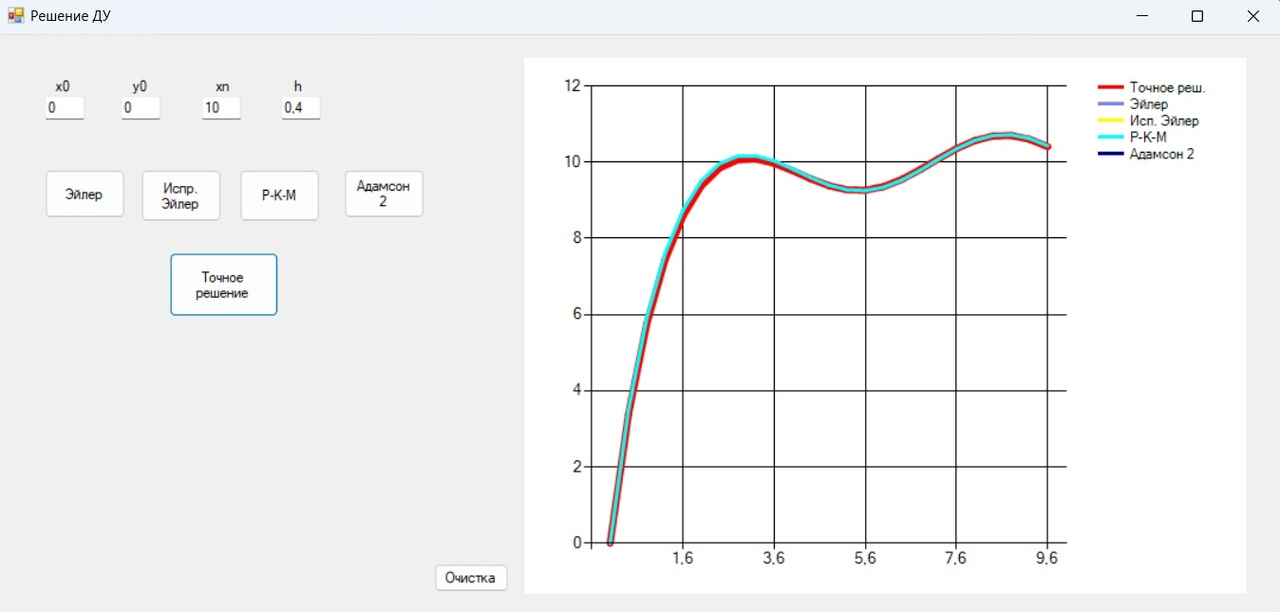 Решение ДУ
x0 y0 xn h
0 0 10 0,4
Эйлер
Испр.
Эйлер
Р-К-М
Адамсон
2
Точное
решение
Очистка
12
10
8
6
4
2
0
1,6 3,6 5,6 7,6 9,6
Точное реш.
Эйлер
Исп. Эйлер
Р-К-М
Адамсон 2